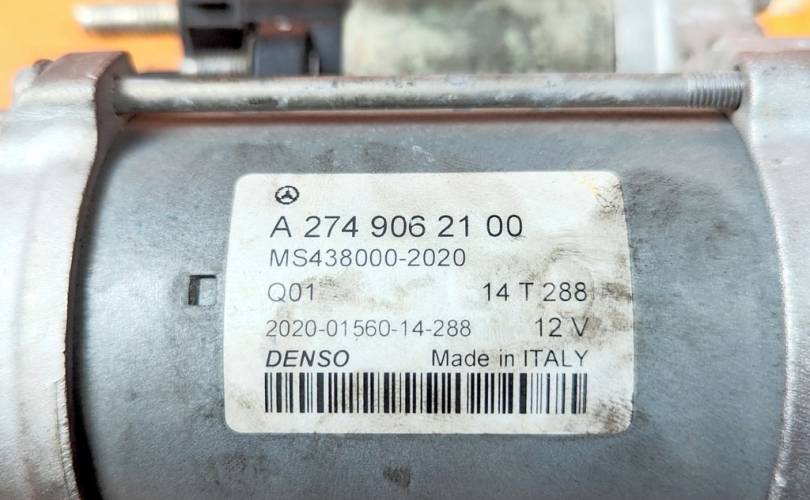 A 274 906 21 00
MS438000-2020
Q01 14 T 288
2020-01560-14-288 12 V
DENSO Made in ITALY